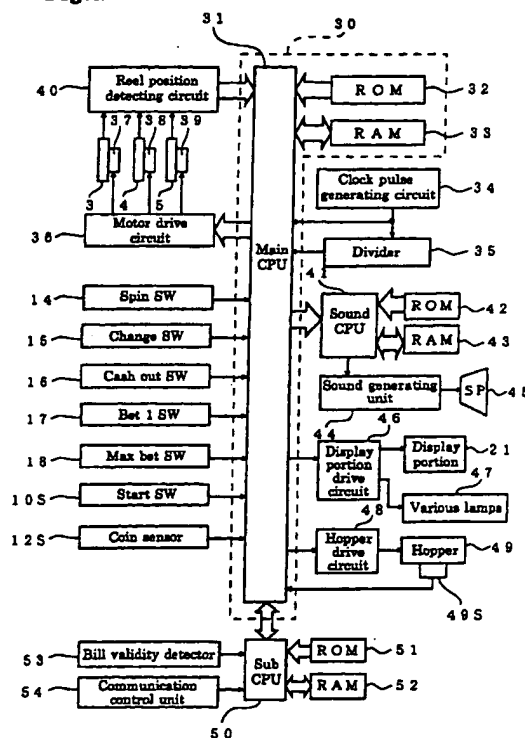 31
30
40
Reel position
detecting circuit
ROM
32
RAM
33
37
38
39
3
4
5
Clock pulse
generating circuit
34
36
Motor drive
circuit
Main
CPU
Divider
35
41
14
Spin SW
Sound
CPU
ROM
42
15
Change SW
RAM
43
16
Cash out SW
Sound generating
unit
SP
45
17
Bet 1 SW
44
46
18
Max bet SW
Display
portion drive
circuit
Display
portion
21
47
10S
Start SW
Various lamps
48
12S
Coin sensor
Hopper
drive
circuit
Hopper
49
49S
53
Bill validity detector
Sub
CPU
ROM
51
54
Communication
control unit
RAM
52
50